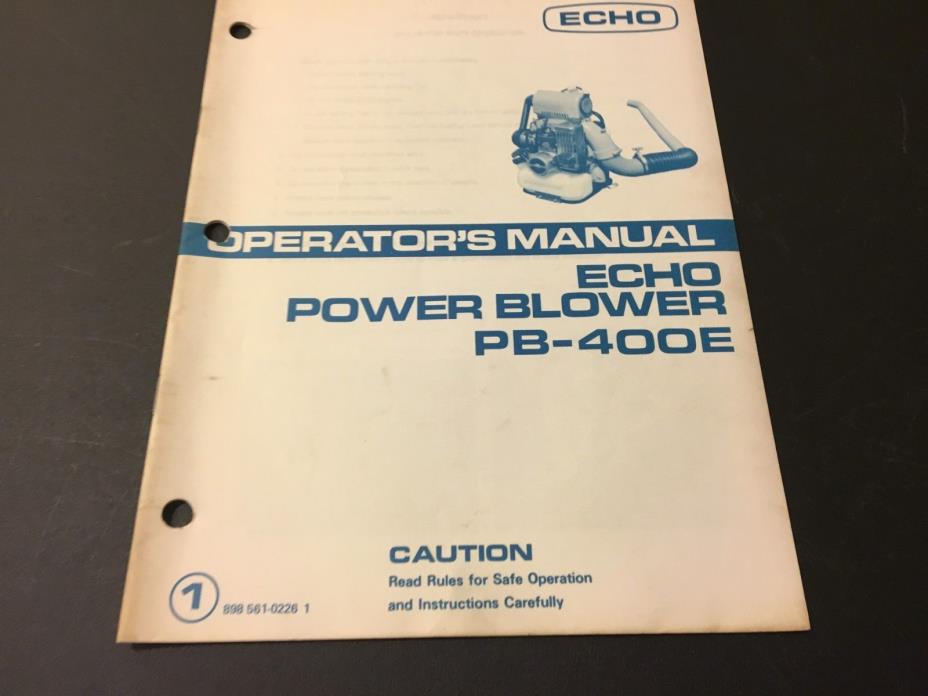 ECHO
OPERATOR'S MANUAL
ECHO
POWER BLOWER
PB-400E
CAUTION
Read Rules for Safe Operation
and Instructions Carefully
1
898 561-0226 1